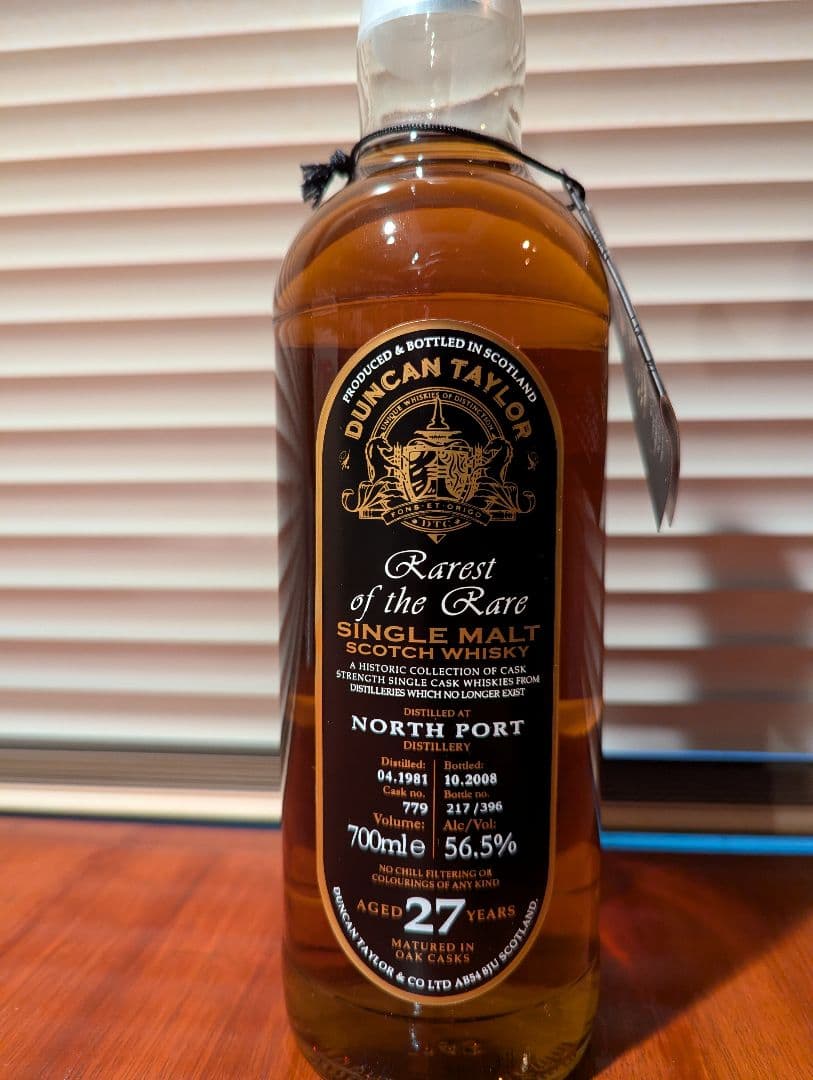 PRODUCED & BOTTLED IN SCOTLAND
DUNCAN TAYLOR
UNIQUE WHISKIES OF DISTINCTION
FONS·ET·ORIGO
DTC
Rarest
of the Rare
SINGLE MALT
SCOTCH WHISKY
A HISTORIC COLLECTION OF CASK
STRENGTH SINGLE CASK WHISKIES FROM
DISTILLERIES WHICH NO LONGER EXIST
DISTILLED AT
NORTH PORT
DISTILLERY
Distilled: Bottled:
04.1981 10.2008
Cask no. Bottle no.
779 217/396
Volume: Alc/Vol:
700ml e 56.5%
NO CHILL FILTERING OR
COLOURINGS OF ANY KIND
AGED 27 YEARS
MATURED IN
OAK CASKS
DUNCAN TAYLOR & CO LTD AB54 8JU SCOTLAND.